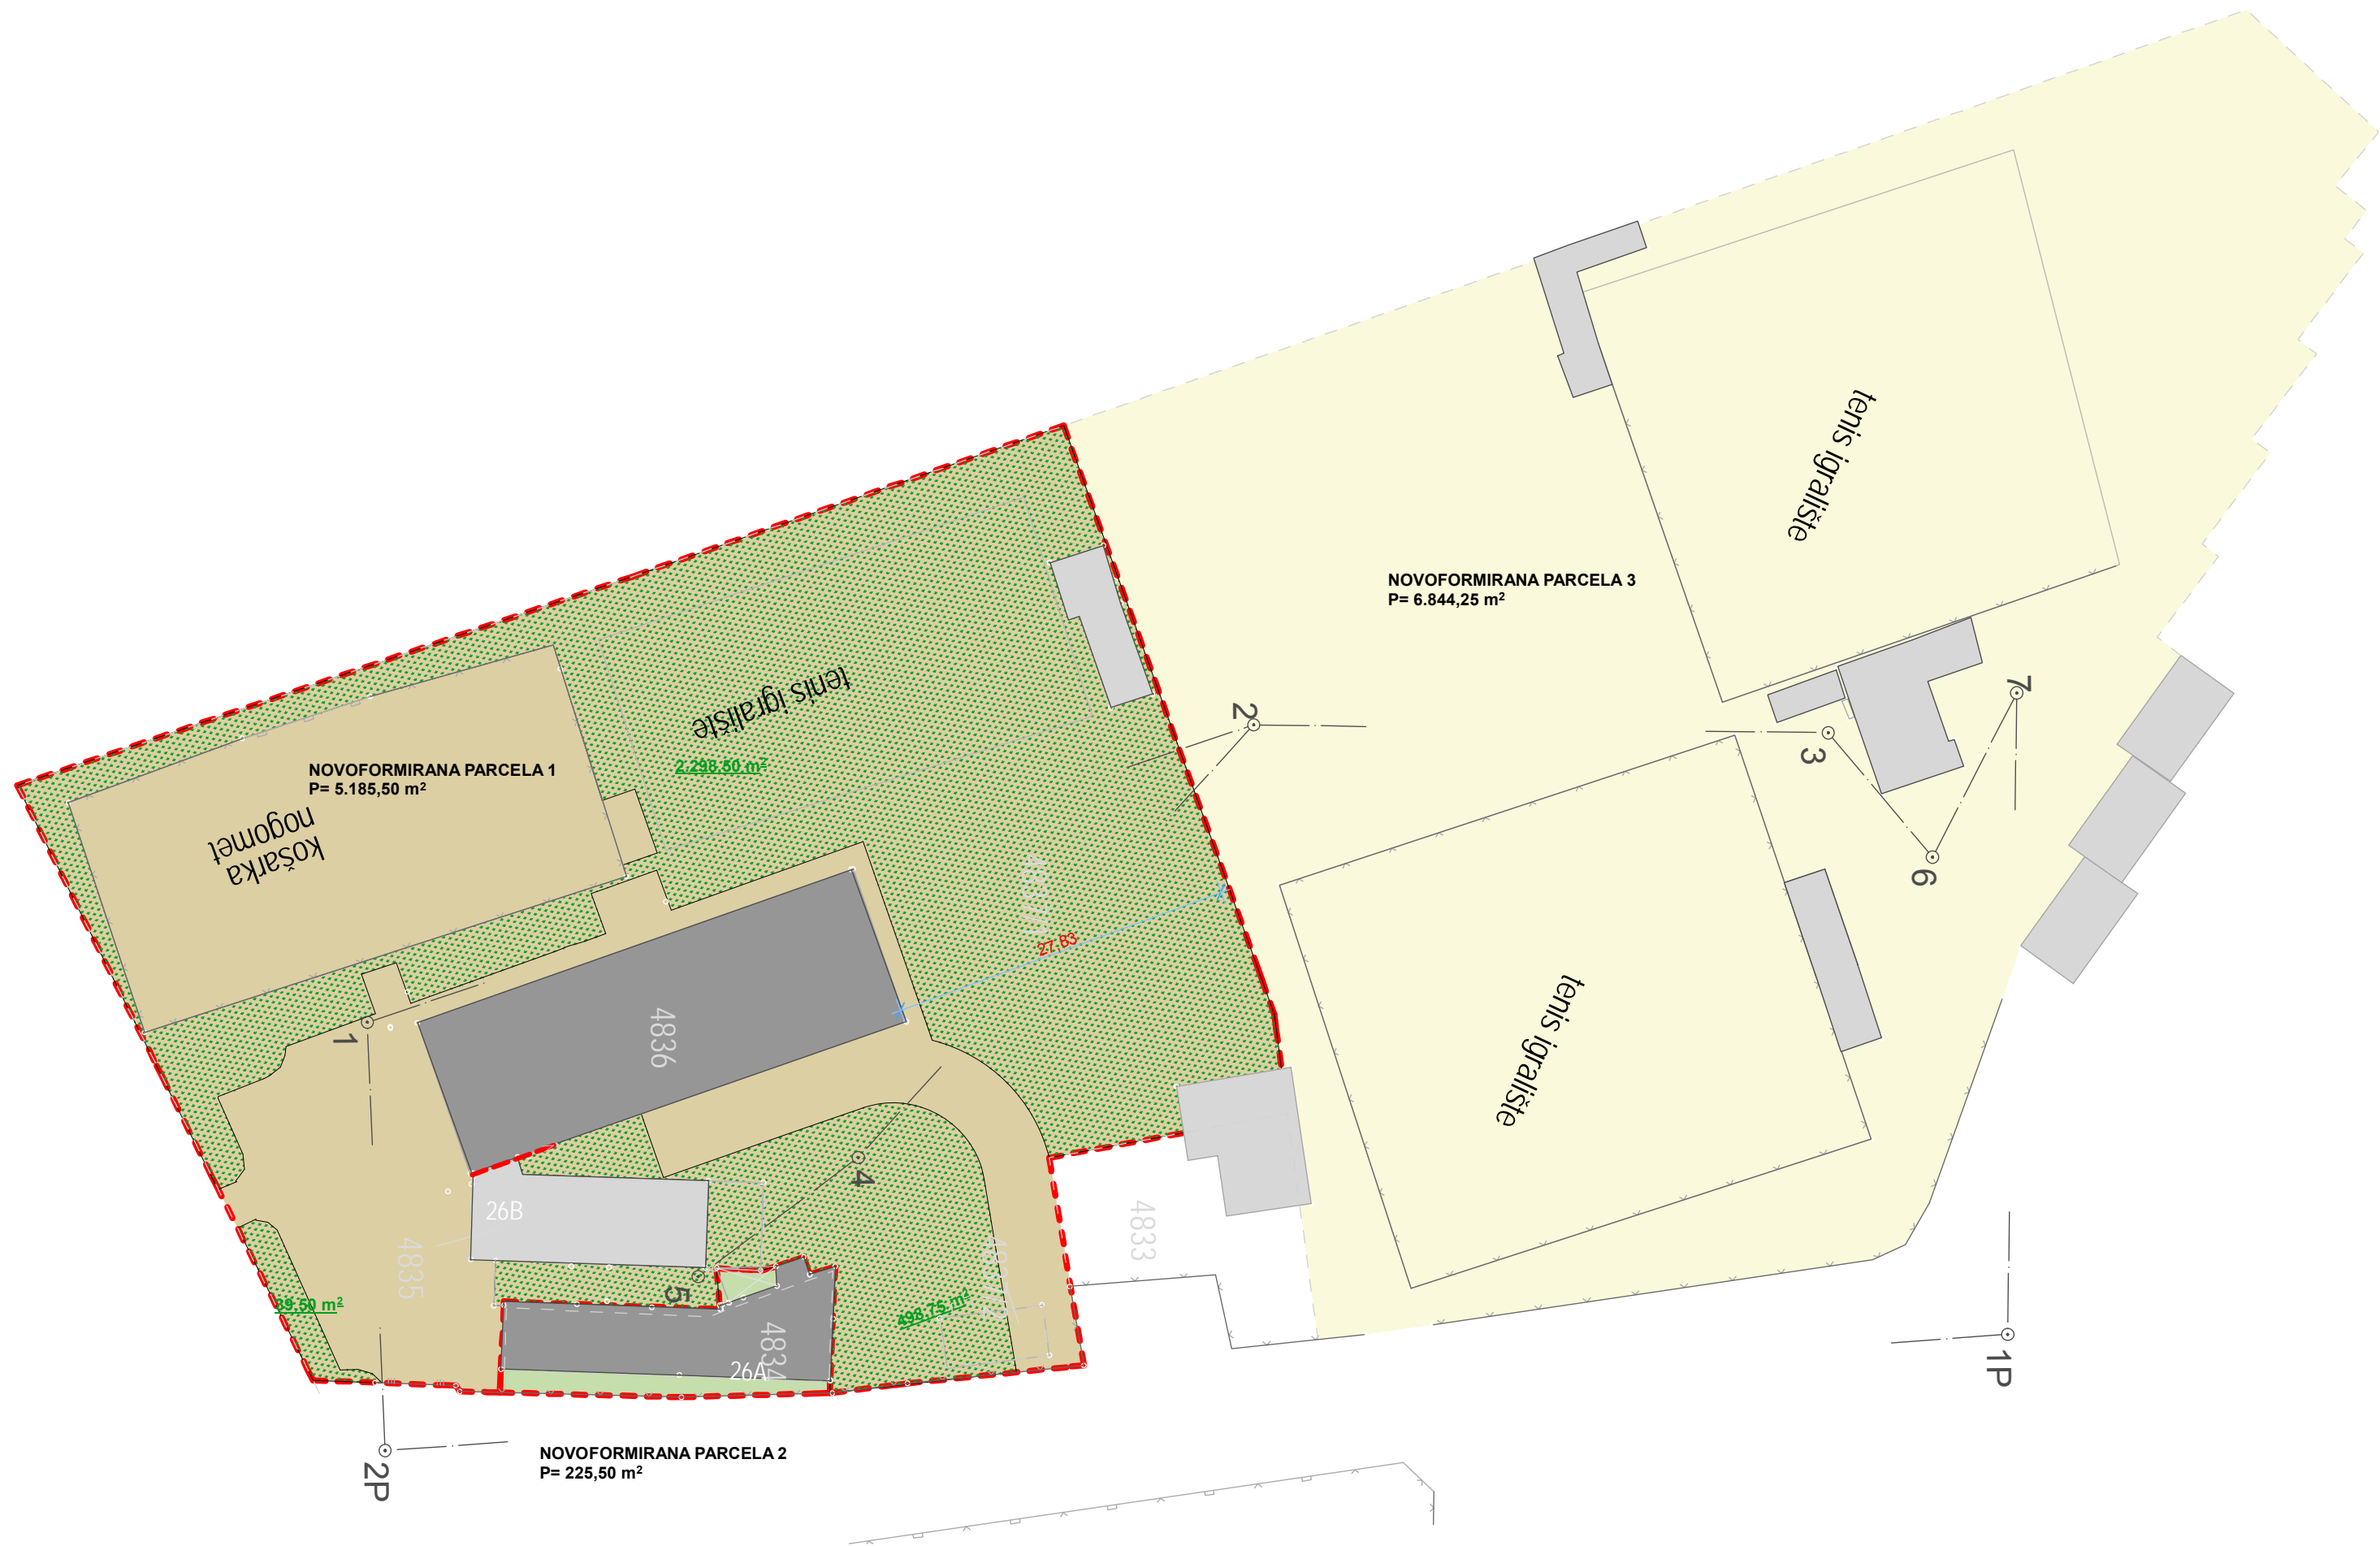 tenis igralište
NOVOFORMIRANA PARCELA 3
P= 6.844,25 m²
tenis igralište
2.298,50 m²
2
7
3
NOVOFORMIRANA PARCELA 1
P= 5.185,50 m²
košarka
nogomet
6
27,83
1
4836
tenis igralište
4
26B
4833
4835
5
89,50 m²
498,75 m²
4834
26A
1P
NOVOFORMIRANA PARCELA 2
P= 225,50 m²
2P